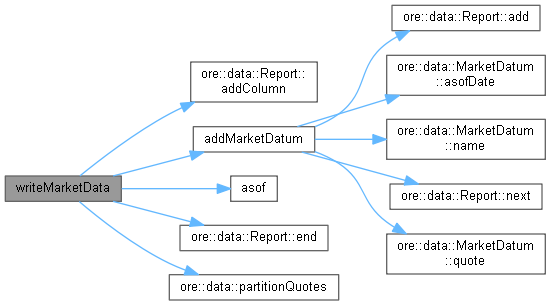 writeMarketData
ore::data::Report::
addColumn
addMarketDatum
asof
ore::data::Report::end
ore::data::partitionQuotes
ore::data::Report::add
ore::data::MarketDatum
::asofDate
ore::data::MarketDatum
::name
ore::data::Report::next
ore::data::MarketDatum
::quote